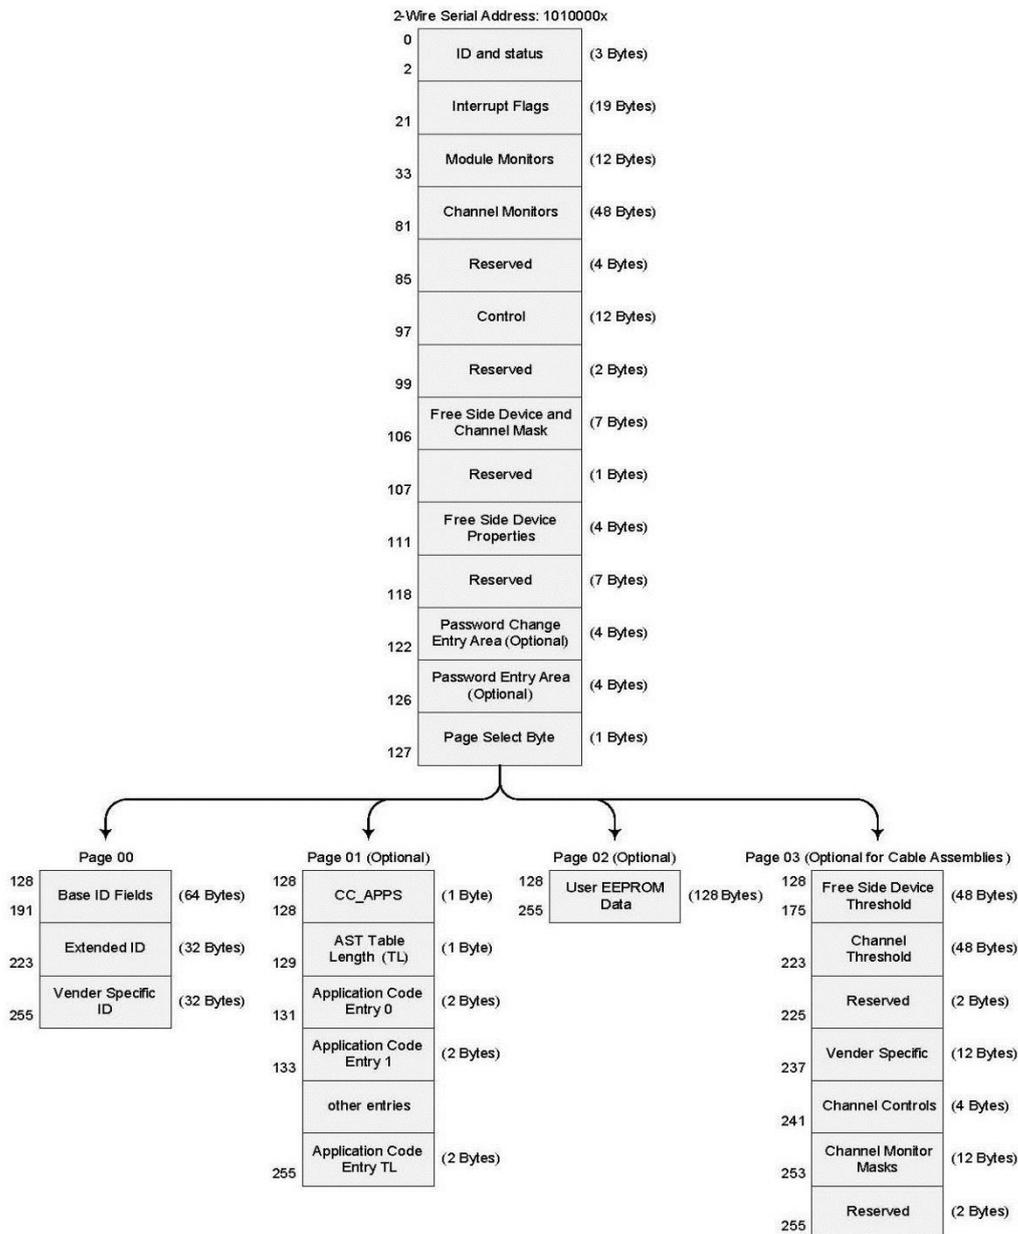 2-Wire Serial Address: 1010000x
0
ID and status (3 Bytes)
2
Interrupt Flags (19 Bytes)
21
Module Monitors (12 Bytes)
33
Channel Monitors (48 Bytes)
81
Reserved (4 Bytes)
85
Control (12 Bytes)
97
Reserved (2 Bytes)
99
Free Side Device and
Channel Mask (7 Bytes)
106
Reserved (1 Bytes)
107
Free Side Device
Properties (4 Bytes)
111
Reserved (7 Bytes)
118
Password Change
Entry Area (Optional) (4 Bytes)
122
Password Entry Area
(Optional) (4 Bytes)
126
Page Select Byte (1 Bytes)
127
Page 00
128
Base ID Fields (64 Bytes)
191
Extended ID (32 Bytes)
223
Vender Specific
ID (32 Bytes)
255
Page 01 (Optional)
128
CC_APPS (1 Byte)
128
AST Table
Length (TL) (1 Byte)
129
Application Code
Entry 0 (2 Bytes)
131
Application Code
Entry 1 (2 Bytes)
133
other entries
Application Code
Entry TL (2 Bytes)
255
Page 02 (Optional)
128
User EEPROM
Data (128 Bytes)
255
Page 03 (Optional for Cable Assemblies)
128
Free Side Device
Threshold (48 Bytes)
175
Channel
Threshold (48 Bytes)
223
Reserved (2 Bytes)
225
Vender Specific (12 Bytes)
237
Channel Controls (4 Bytes)
241
Channel Monitor
Masks (12 Bytes)
253
Reserved (2 Bytes)
255